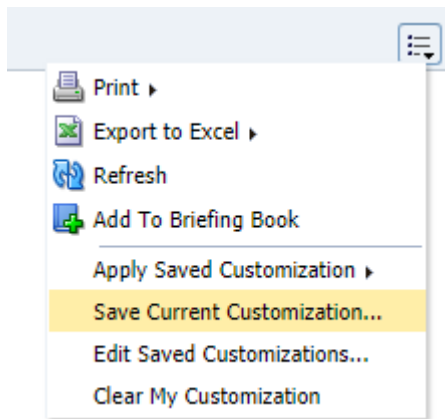 Print
Export to Excel
Refresh
Add To Briefing Book
Apply Saved Customization
Save Current Customization...
Edit Saved Customizations...
Clear My Customization